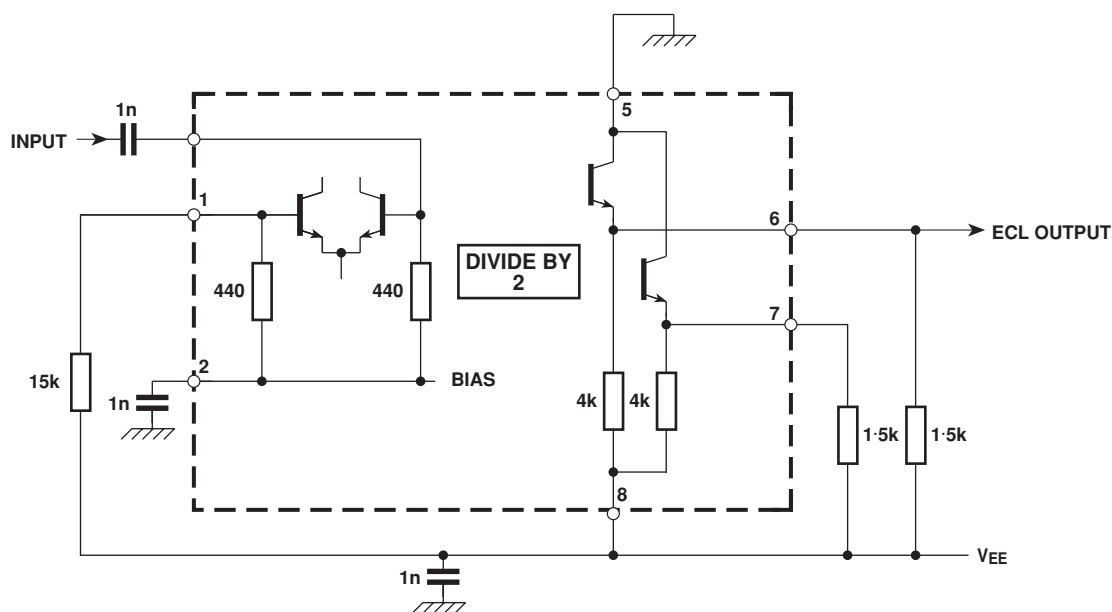 5
1n
INPUT
1
6
ECL OUTPUT
DIVIDE BY
2
440
440
7
2
BIAS
15k
1n
4k
4k
1·5k
1·5k
8
VEE
1n